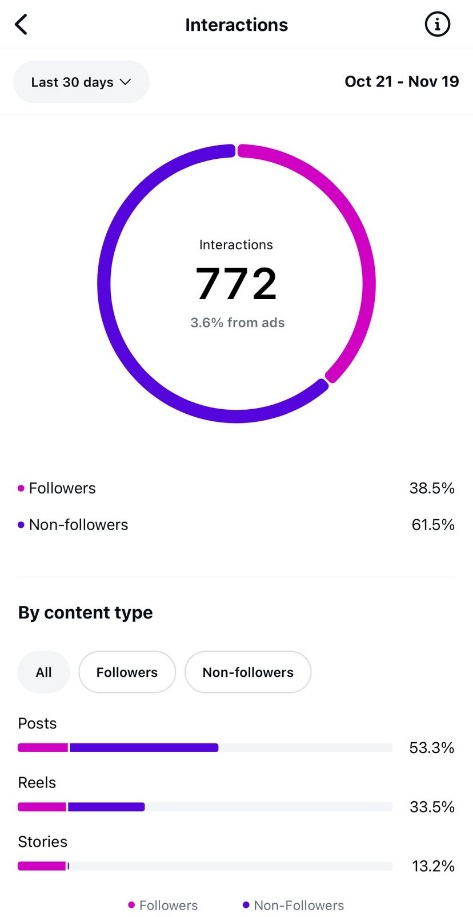 Interactions
Last 30 days
Oct 21 - Nov 19
Interactions
772
3.6% from ads
Followers 38.5%
Non-followers 61.5%
By content type
All Followers Non-followers
Posts
53.3%
Reels
33.5%
Stories
13.2%
Followers Non-Followers